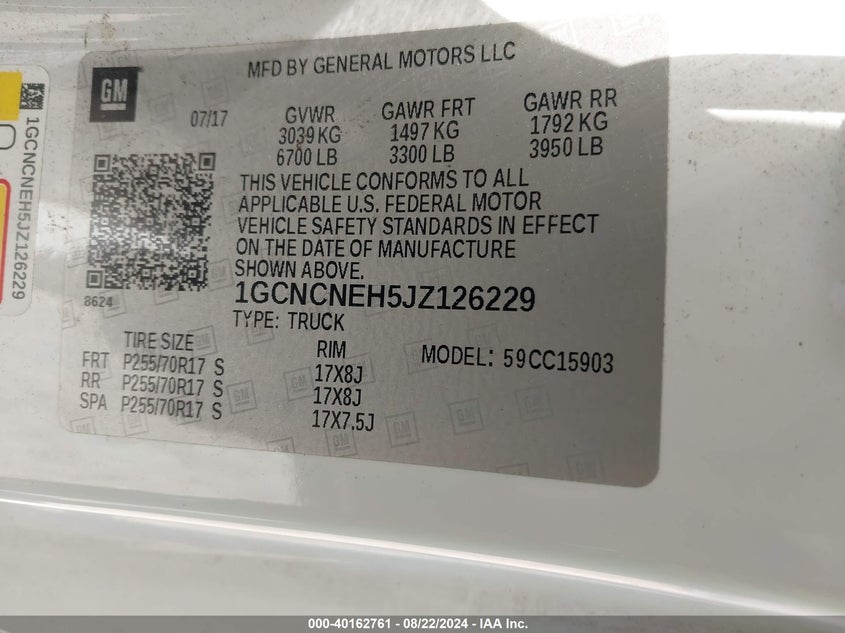 1GCNCNEH5JZ126229
GM
MFD BY GENERAL MOTORS LLC
07/17
GVWR GAWR FRT GAWR RR
3039 KG 1497 KG 1792 KG
6700 LB 3300 LB 3950 LB
THIS VEHICLE CONFORMS TO ALL
APPLICABLE U.S. FEDERAL MOTOR
VEHICLE SAFETY STANDARDS IN EFFECT
ON THE DATE OF MANUFACTURE
SHOWN ABOVE.
8624
1GCNCNEH5JZ126229
TYPE: TRUCK
TIRE SIZE RIM MODEL: 59CC15903
FRT P255/70R17 S 17X8J
RR P255/70R17 S 17X8J
SPA P255/70R17 S 17X7.5J
000-40162761 - 08/22/2024 - IAA Inc.